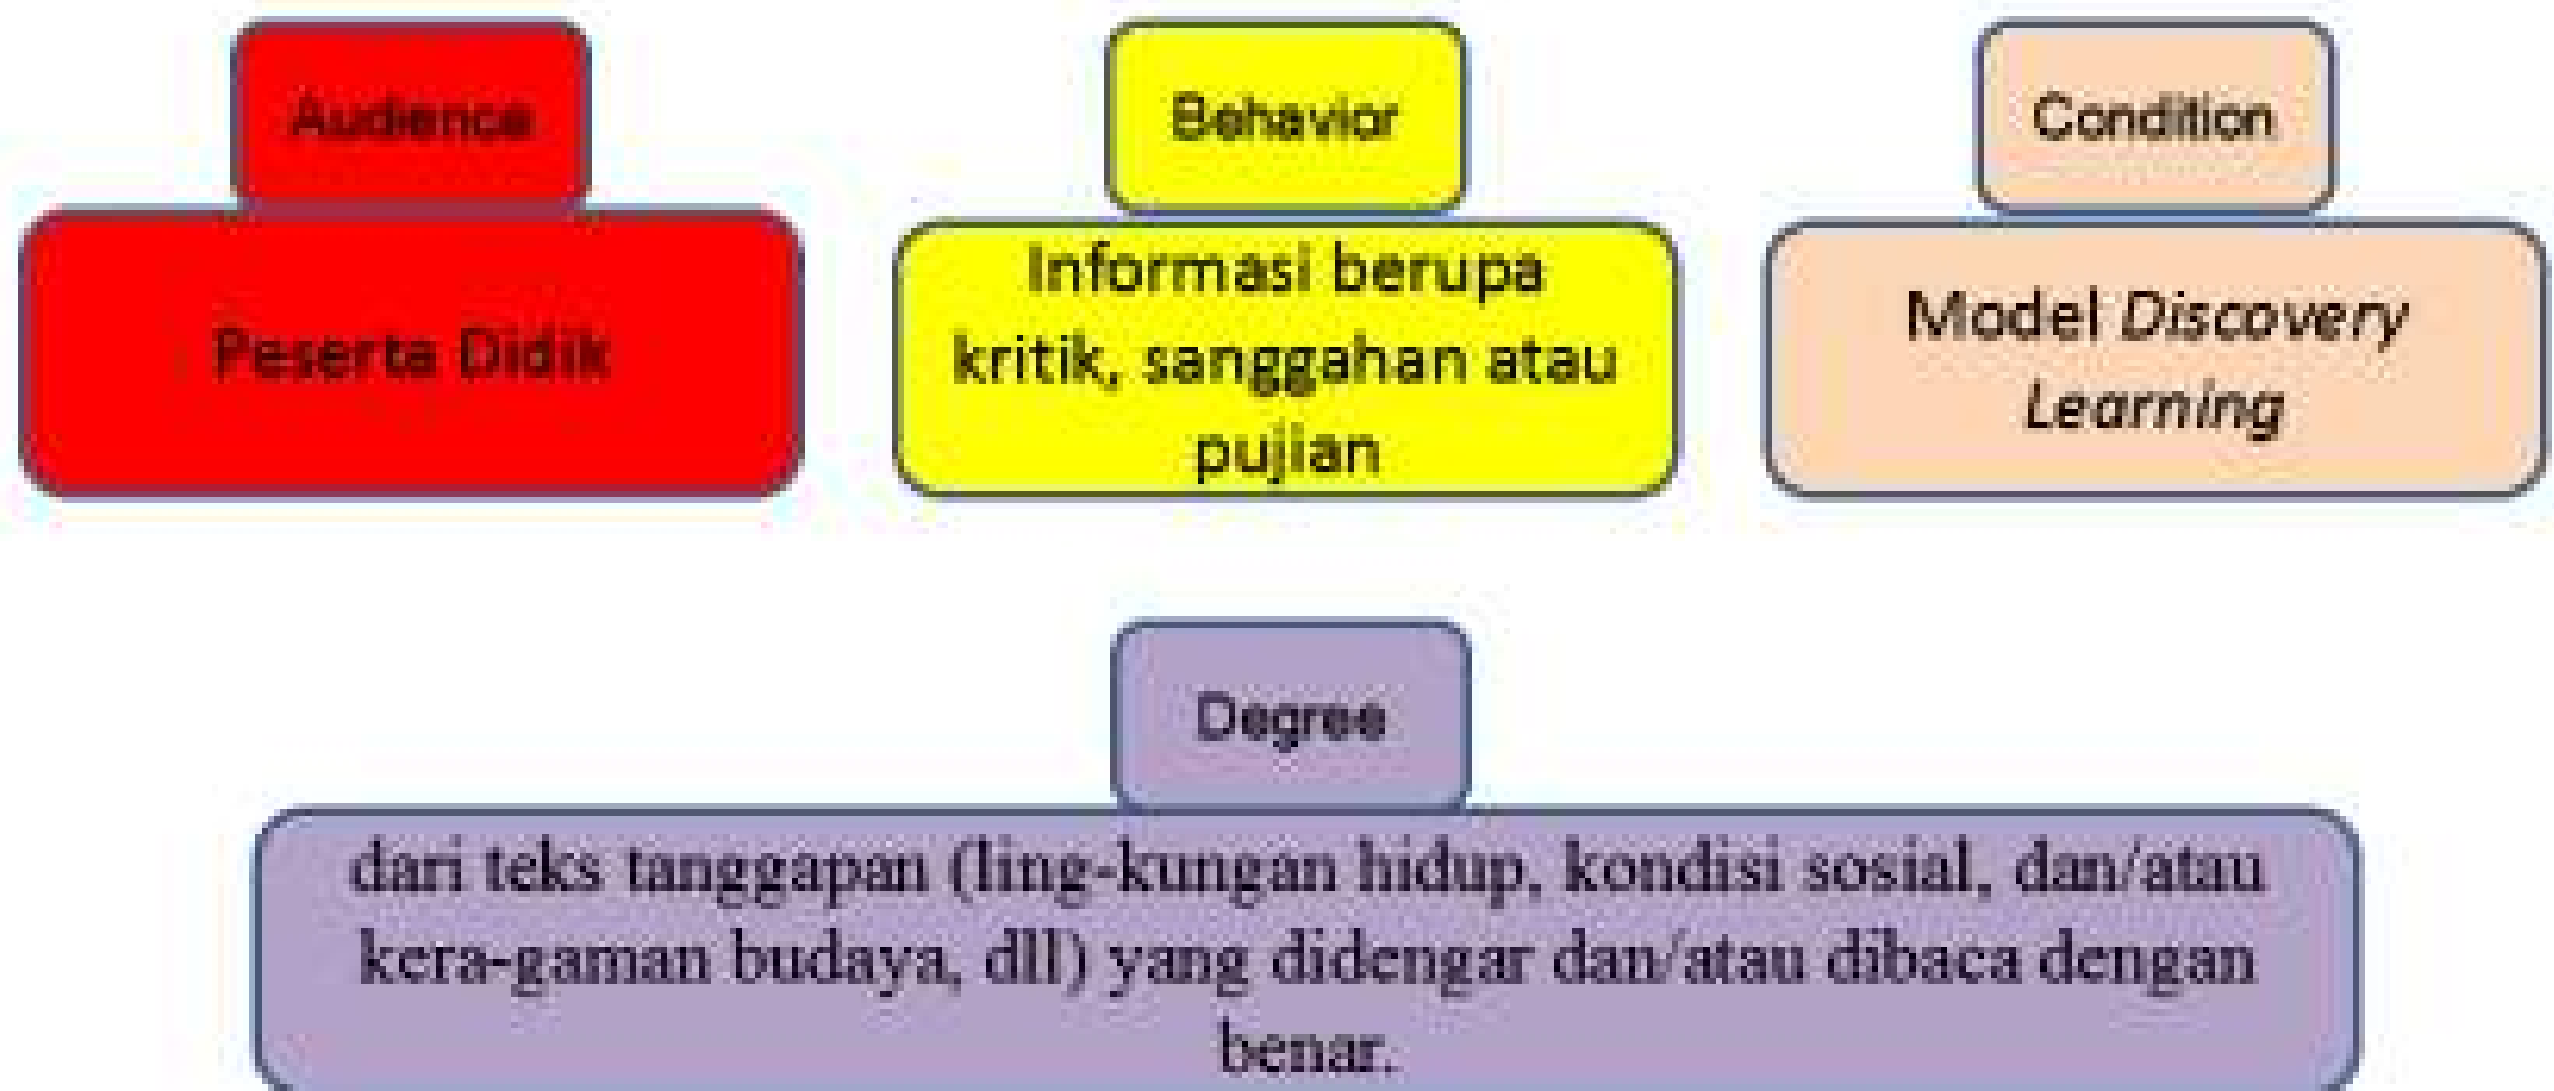 Audience
Peserta Didik
Behavior
Informasi berupa
kritik, sanggahan atau
pujian
Condition
Model Discovery
Learning
Degree
dari teks tanggapan (ling-kungan hidup, kondisi sosial, dan/atau
kera-gaman budaya, dll) yang didengar dan/atau dibaca dengan
benar.